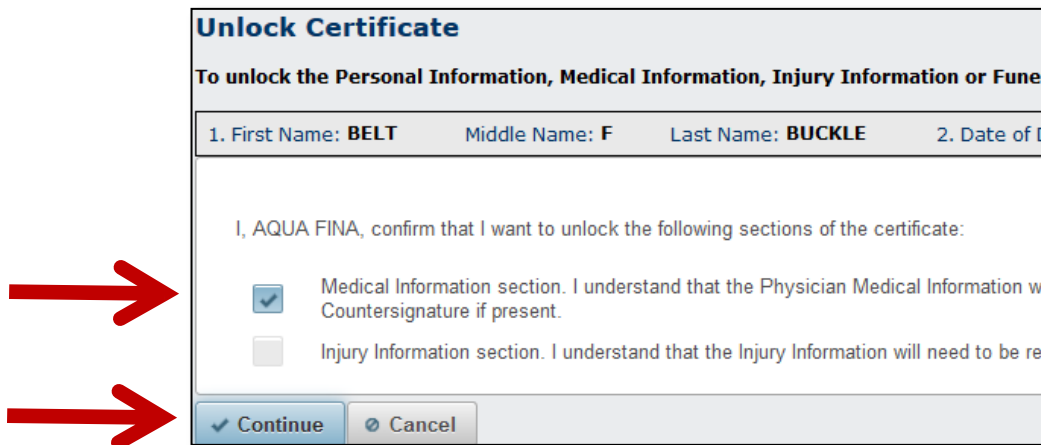 Unlock Certificate
To unlock the Personal Information, Medical Information, Injury Information or
1. First Name: BELT Middle Name: F Last Name: BUCKLE 2. Date of
I, AQUA FINA, confirm that I want to unlock the following sections of the certificate:
Medical Information section. I understand that the Physician Medical Information
Countersignature if present.
Injury Information section. I understand that the Injury Information will need to be
Continue Cancel